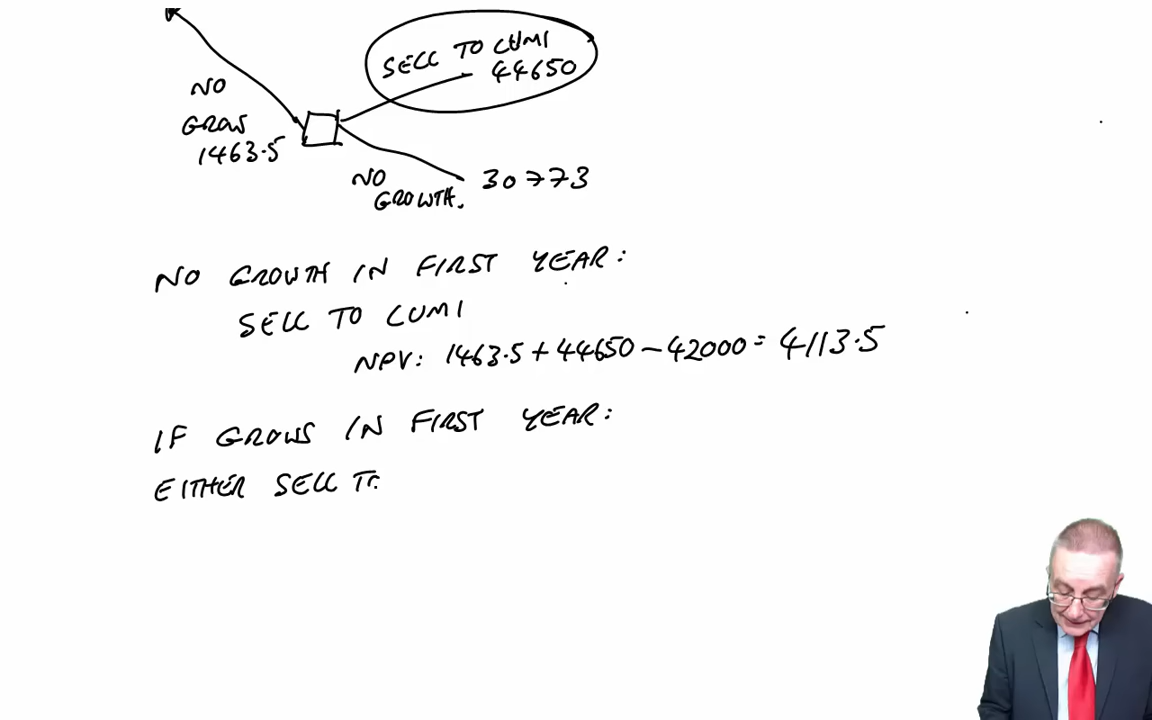 SELL TO CUMI
44650
NO
GROW
1463.5
NO
GROWTH.
30773
NO GROWTH IN FIRST YEAR:
SELL TO CUMI
NPV: 1463.5 + 44650 - 42000 = 4113.5
IF GROWS IN FIRST YEAR:
EITHER SELL TO